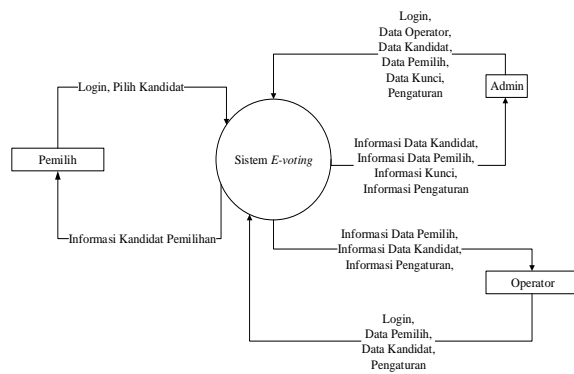 Login,
Data Operator,
Data Kandidat,
Data Pemilih,
Data Kunci,
Pengaturan
Admin
Login, Pilih Kandidat
Pemilih
Sistem E-voting
Informasi Data Kandidat,
Informasi Data Pemilih,
Informasi Kunci,
Informasi Pengaturan
Informasi Kandidat Pemilihan
Informasi Data Pemilih,
Informasi Data Kandidat,
Informasi Pengaturan,
Operator
Login,
Data Pemilih,
Data Kandidat,
Pengaturan